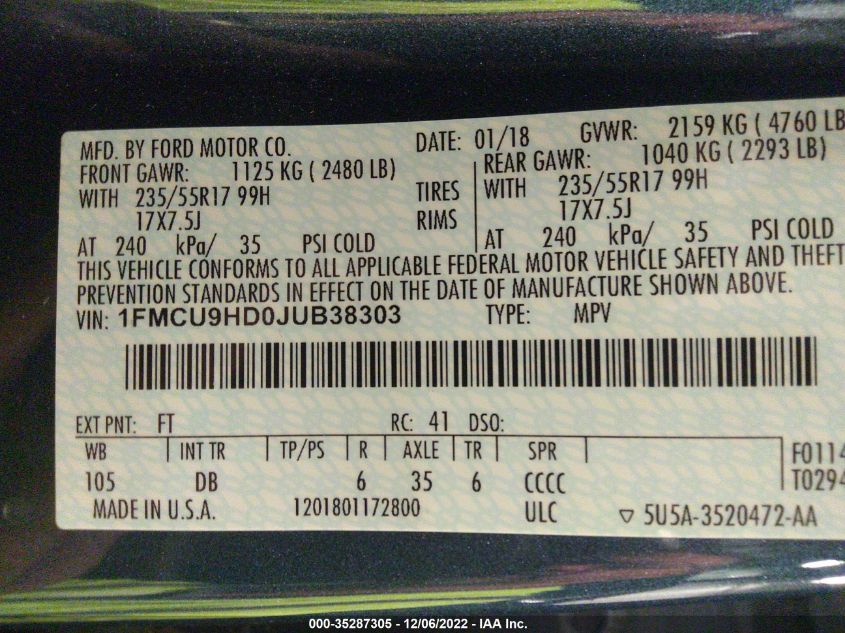 MFD. BY FORD MOTOR CO. DATE: 01/18 GVWR: 2159 KG ( 4760 LB
FRONT GAWR: 1125 KG ( 2480 LB) REAR GAWR: 1040 KG ( 2293 LB)
WITH 235/55R17 99H TIRES WITH 235/55R17 99H
17X7.5J RIMS 17X7.5J
AT 240 kPa/ 35 PSI COLD AT 240 kPa/ 35 PSI COLD
THIS VEHICLE CONFORMS TO ALL APPLICABLE FEDERAL MOTOR VEHICLE SAFETY AND THEFT
PREVENTION STANDARDS IN EFFECT ON THE DATE OF MANUFACTURE SHOWN ABOVE.
VIN: 1FMCU9HD0JUB38303 TYPE: MPV
EXT PNT: FT RC: 41 DSO:
WB INT TR TP/PS R AXLE TR SPR F0114
105 DB 6 35 6 CCCC T0294
MADE IN U.S.A. 1201801172800 ULC ▽ 5U5A-3520472-AA
000-35287305 - 12/06/2022 - IAA Inc.